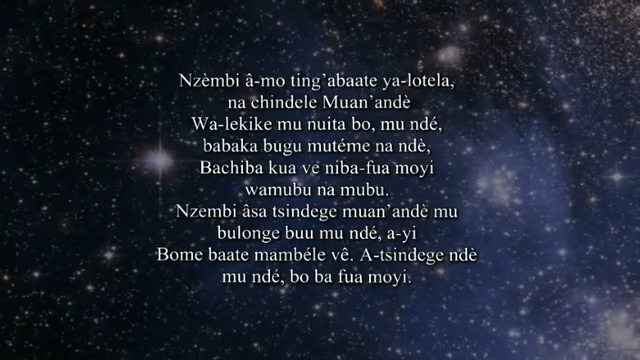 Nzèmbi â-mo ting’abaate ya-lotela,
na chindele Muan’andè
Wa-lekike mu nuita bo, mu ndé,
babaka bugu mutéme na ndè,
Bachiba kua ve niba-fua moyi
wamubu na mubu.
Nzembi âsa tsindege muan’andè mu
bulonge buu mu ndé, a-yi
Bome baate mambéle vê. A-tsindege ndè
mu ndé, bo ba fua moyi.